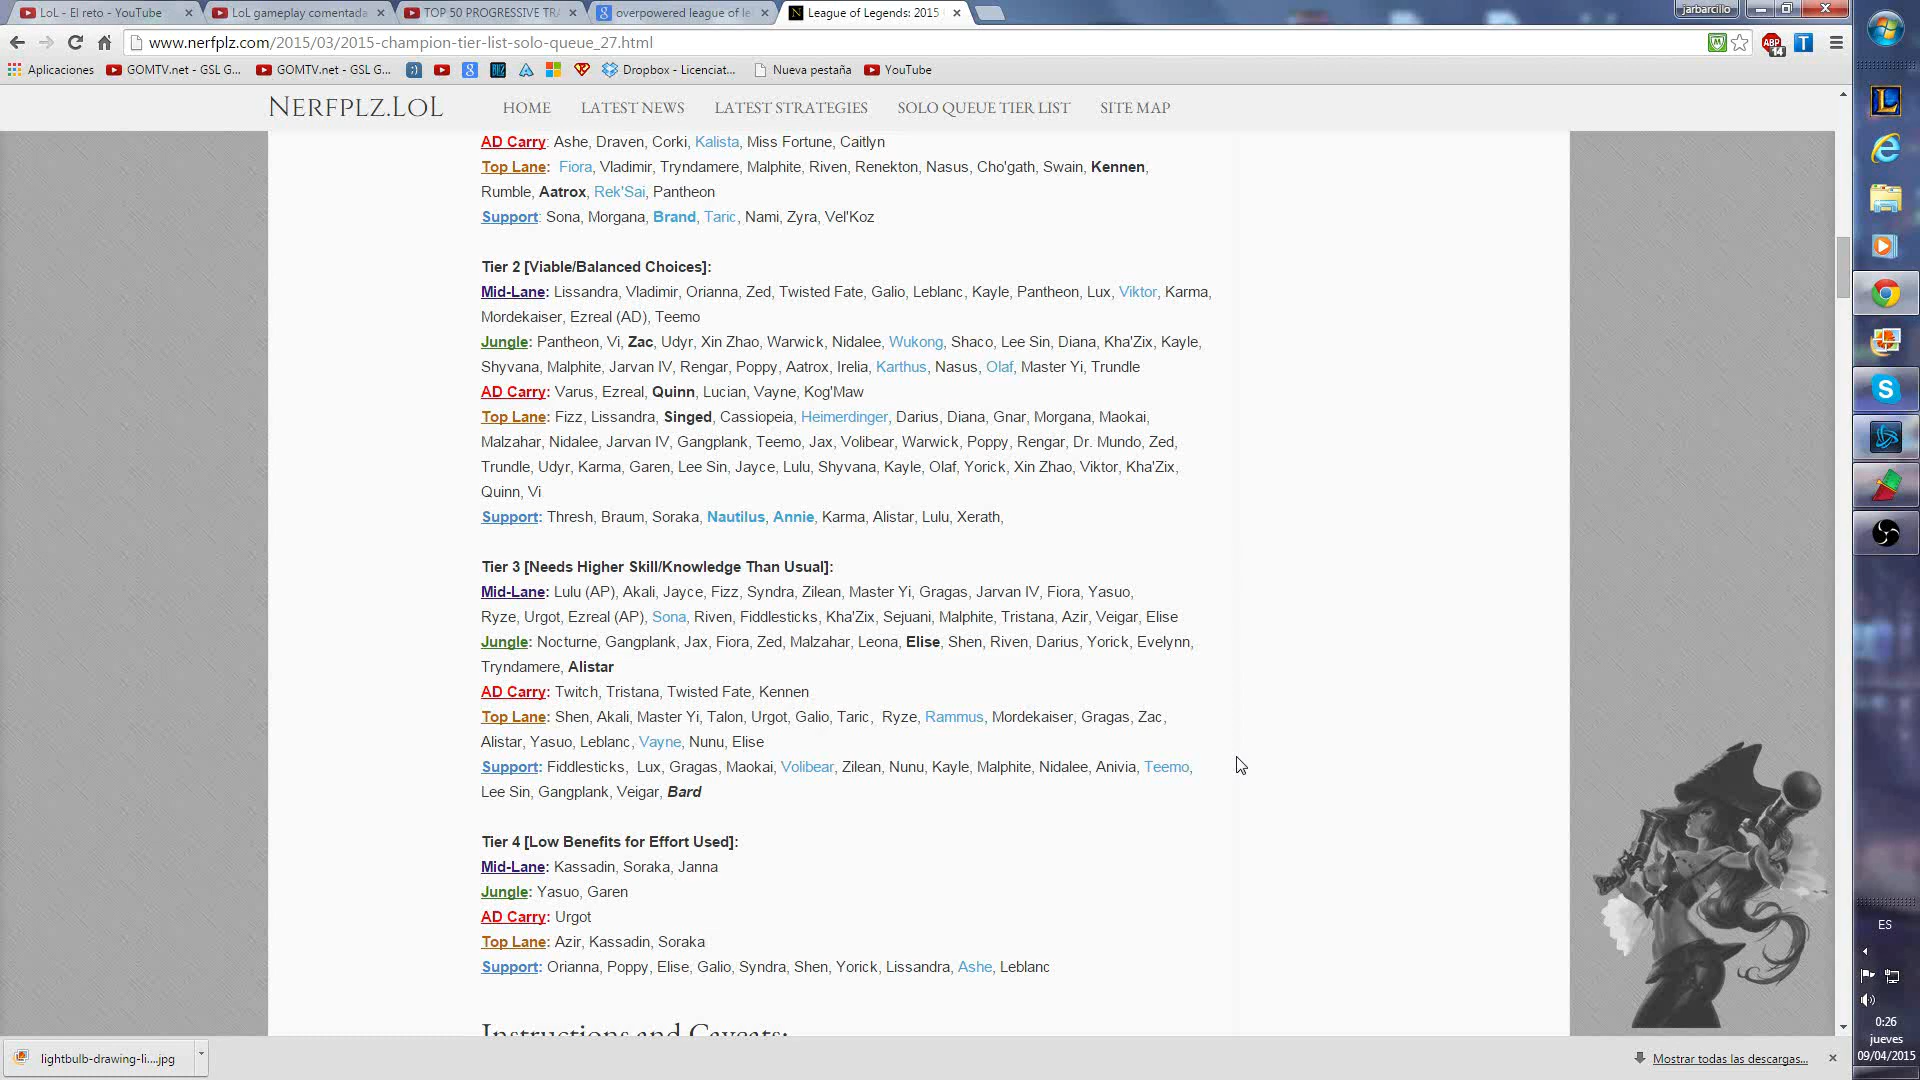 LoL - El reto - YouTube
LoL gameplay comentada
TOP 50 PROGRESSIVE TRA
overpowered league of le
League of Legends: 2015
jarbarcillo
www.nerfplz.com/2015/03/2015-champion-tier-list-solo-queue_27.html
ABP
14
T
Aplicaciones
GOMTV.net - GSL G...
GOMTV.net - GSL G...
Dropbox - Licenciat...
Nueva pestaña
YouTube
NERFPLZ.LOL
HOME
LATEST NEWS
LATEST STRATEGIES
SOLO QUEUE TIER LIST
SITE MAP
AD Carry: Ashe, Draven, Corki, Kalista, Miss Fortune, Caitlyn
Top Lane: Fiora, Vladimir, Tryndamere, Malphite, Riven, Renekton, Nasus, Cho'gath, Swain, Kennen,
Rumble, Aatrox, Rek'Sai, Pantheon
Support: Sona, Morgana, Brand, Taric, Nami, Zyra, Vel'Koz
Tier 2 [Viable/Balanced Choices]:
Mid-Lane: Lissandra, Vladimir, Orianna, Zed, Twisted Fate, Galio, Leblanc, Kayle, Pantheon, Lux, Viktor, Karma,
Mordekaiser, Ezreal (AD), Teemo
Jungle: Pantheon, Vi, Zac, Udyr, Xin Zhao, Warwick, Nidalee, Wukong, Shaco, Lee Sin, Diana, Kha'Zix, Kayle,
Shyvana, Malphite, Jarvan IV, Rengar, Poppy, Aatrox, Irelia, Karthus, Nasus, Olaf, Master Yi, Trundle
AD Carry: Varus, Ezreal, Quinn, Lucian, Vayne, Kog'Maw
Top Lane: Fizz, Lissandra, Singed, Cassiopeia, Heimerdinger, Darius, Diana, Gnar, Morgana, Maokai,
Malzahar, Nidalee, Jarvan IV, Gangplank, Teemo, Jax, Volibear, Warwick, Poppy, Rengar, Dr. Mundo, Zed,
Trundle, Udyr, Karma, Garen, Lee Sin, Jayce, Lulu, Shyvana, Kayle, Olaf, Yorick, Xin Zhao, Viktor, Kha'Zix,
Quinn, Vi
Support: Thresh, Braum, Soraka, Nautilus, Annie, Karma, Alistar, Lulu, Xerath,
Tier 3 [Needs Higher Skill/Knowledge Than Usual]:
Mid-Lane: Lulu (AP), Akali, Jayce, Fizz, Syndra, Zilean, Master Yi, Gragas, Jarvan IV, Fiora, Yasuo,
Ryze, Urgot, Ezreal (AP), Sona, Riven, Fiddlesticks, Kha'Zix, Sejuani, Malphite, Tristana, Azir, Veigar, Elise
Jungle: Nocturne, Gangplank, Jax, Fiora, Zed, Malzahar, Leona, Elise, Shen, Riven, Darius, Yorick, Evelynn,
Tryndamere, Alistar
AD Carry: Twitch, Tristana, Twisted Fate, Kennen
Top Lane: Shen, Akali, Master Yi, Talon, Urgot, Galio, Taric, Ryze, Rammus, Mordekaiser, Gragas, Zac,
Alistar, Yasuo, Leblanc, Vayne, Nunu, Elise
Support: Fiddlesticks, Lux, Gragas, Maokai, Volibear, Zilean, Nunu, Kayle, Malphite, Nidalee, Anivia, Teemo,
Lee Sin, Gangplank, Veigar, Bard
Tier 4 [Low Benefits for Effort Used]:
Mid-Lane: Kassadin, Soraka, Janna
Jungle: Yasuo, Garen
AD Carry: Urgot
Top Lane: Azir, Kassadin, Soraka
Support: Orianna, Poppy, Elise, Galio, Syndra, Shen, Yorick, Lissandra, Ashe, Leblanc
Instructions and Caveats:
lightbulb-drawing-li....jpg
Mostrar todas las descargas...
ES
0:26
jueves
09/04/2015